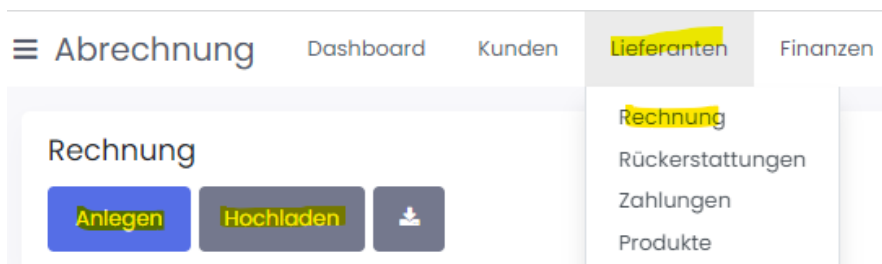 Abrechnung Dashboard Kunden Lieferanten Finanzen
Rechnung
Rechnung
Rückerstattungen
Anlegen Hochladen
Zahlungen
Produkte